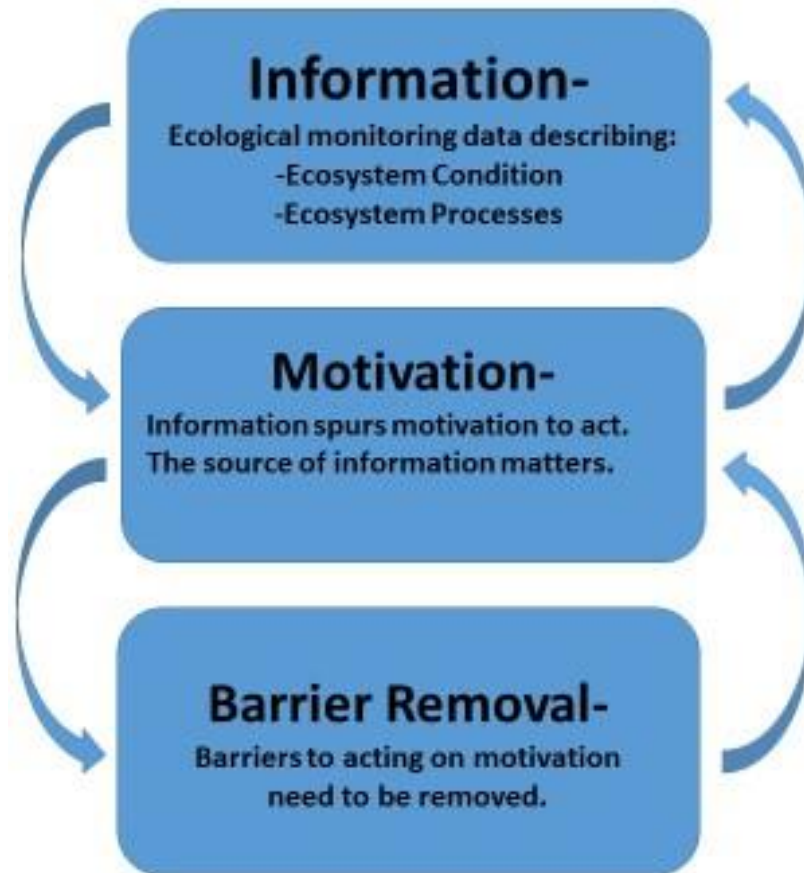 Information-
Ecological monitoring data describing:
-Ecosystem Condition
-Ecosystem Processes
Motivation-
Information spurs motivation to act.
The source of information matters.
Barrier Removal-
Barriers to acting on motivation
need to be removed.